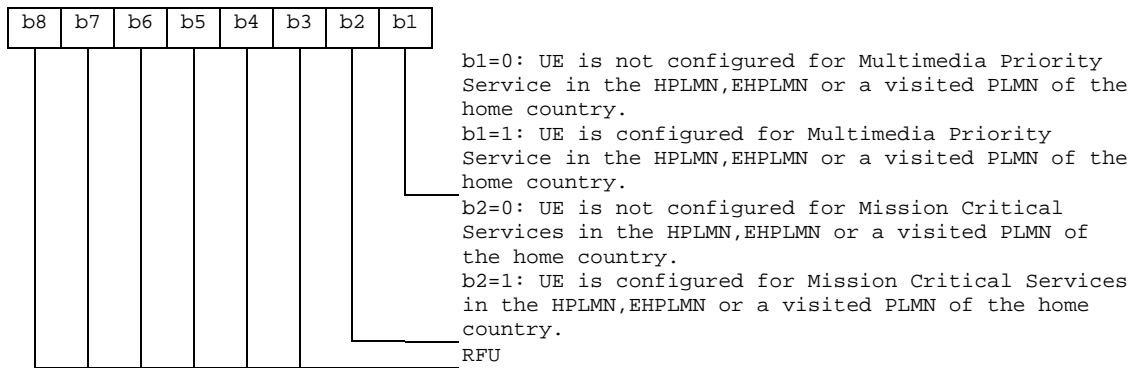 b8 b7 b6 b5 b4 b3 b2 b1
b1=0: UE is not configured for Multimedia Priority
Service in the HPLMN,EHPLMN or a visited PLMN of the
home country.
b1=1: UE is configured for Multimedia Priority
Service in the HPLMN,EHPLMN or a visited PLMN of the
home country.
b2=0: UE is not configured for Mission Critical
Services in the HPLMN,EHPLMN or a visited PLMN of
the home country.
b2=1: UE is configured for Mission Critical Services
in the HPLMN,EHPLMN or a visited PLMN of the home
country.
RFU